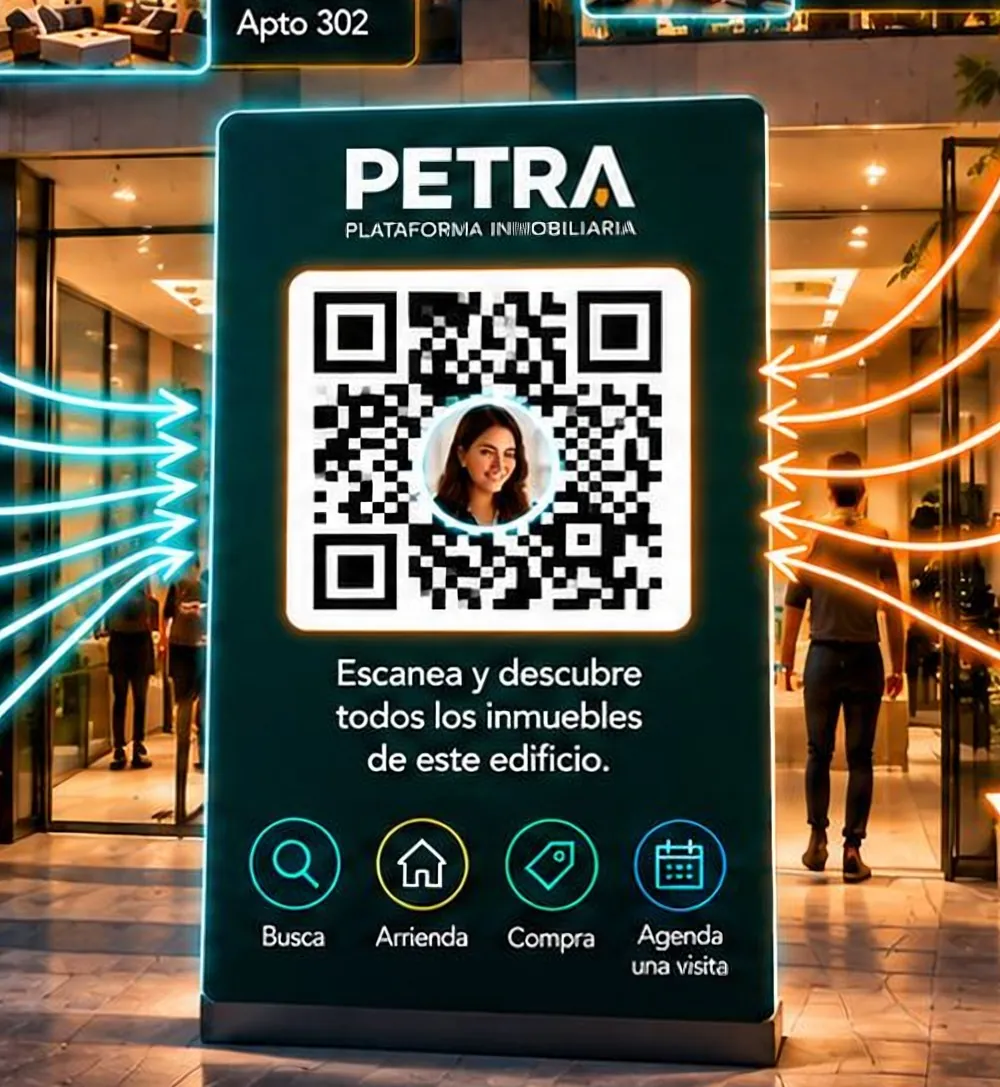 Apto 302
PETRA
PLATAFORMA INMOBILIARIA
Escanea y descubre
todos los inmuebles
de este edificio.
Busca
Arrienda
Compra
Agenda
una visita